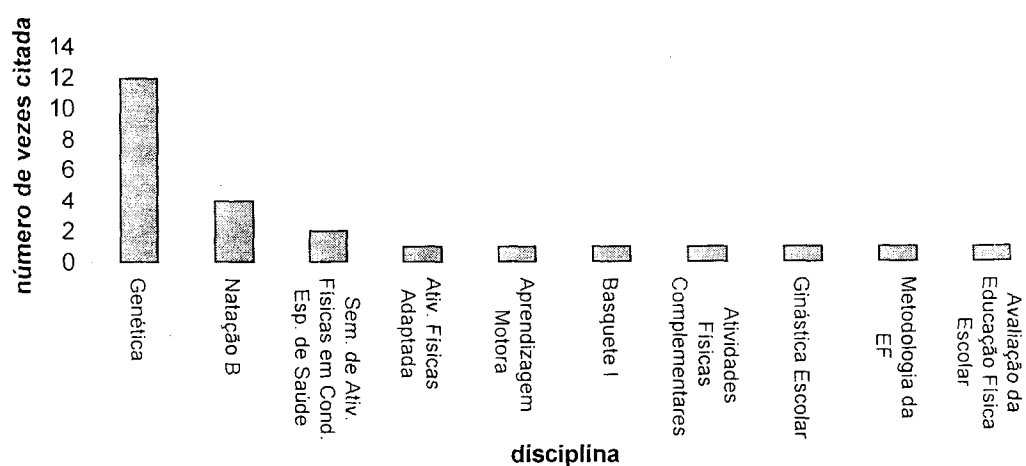 número de vezes citada
14
12
10
8
6
4
2
0
Genética
Natação B
Sem. de Ativ.
Físicas em Cond.
Esp. de Saúde
Ativ. Físicas
Adaptada
Aprendizagem
Motora
Basquete I
Atividades
Físicas
Complementares
Ginástica Escolar
Metodologia da
EF
Avaliação da
Educação Física
Escolar
disciplina